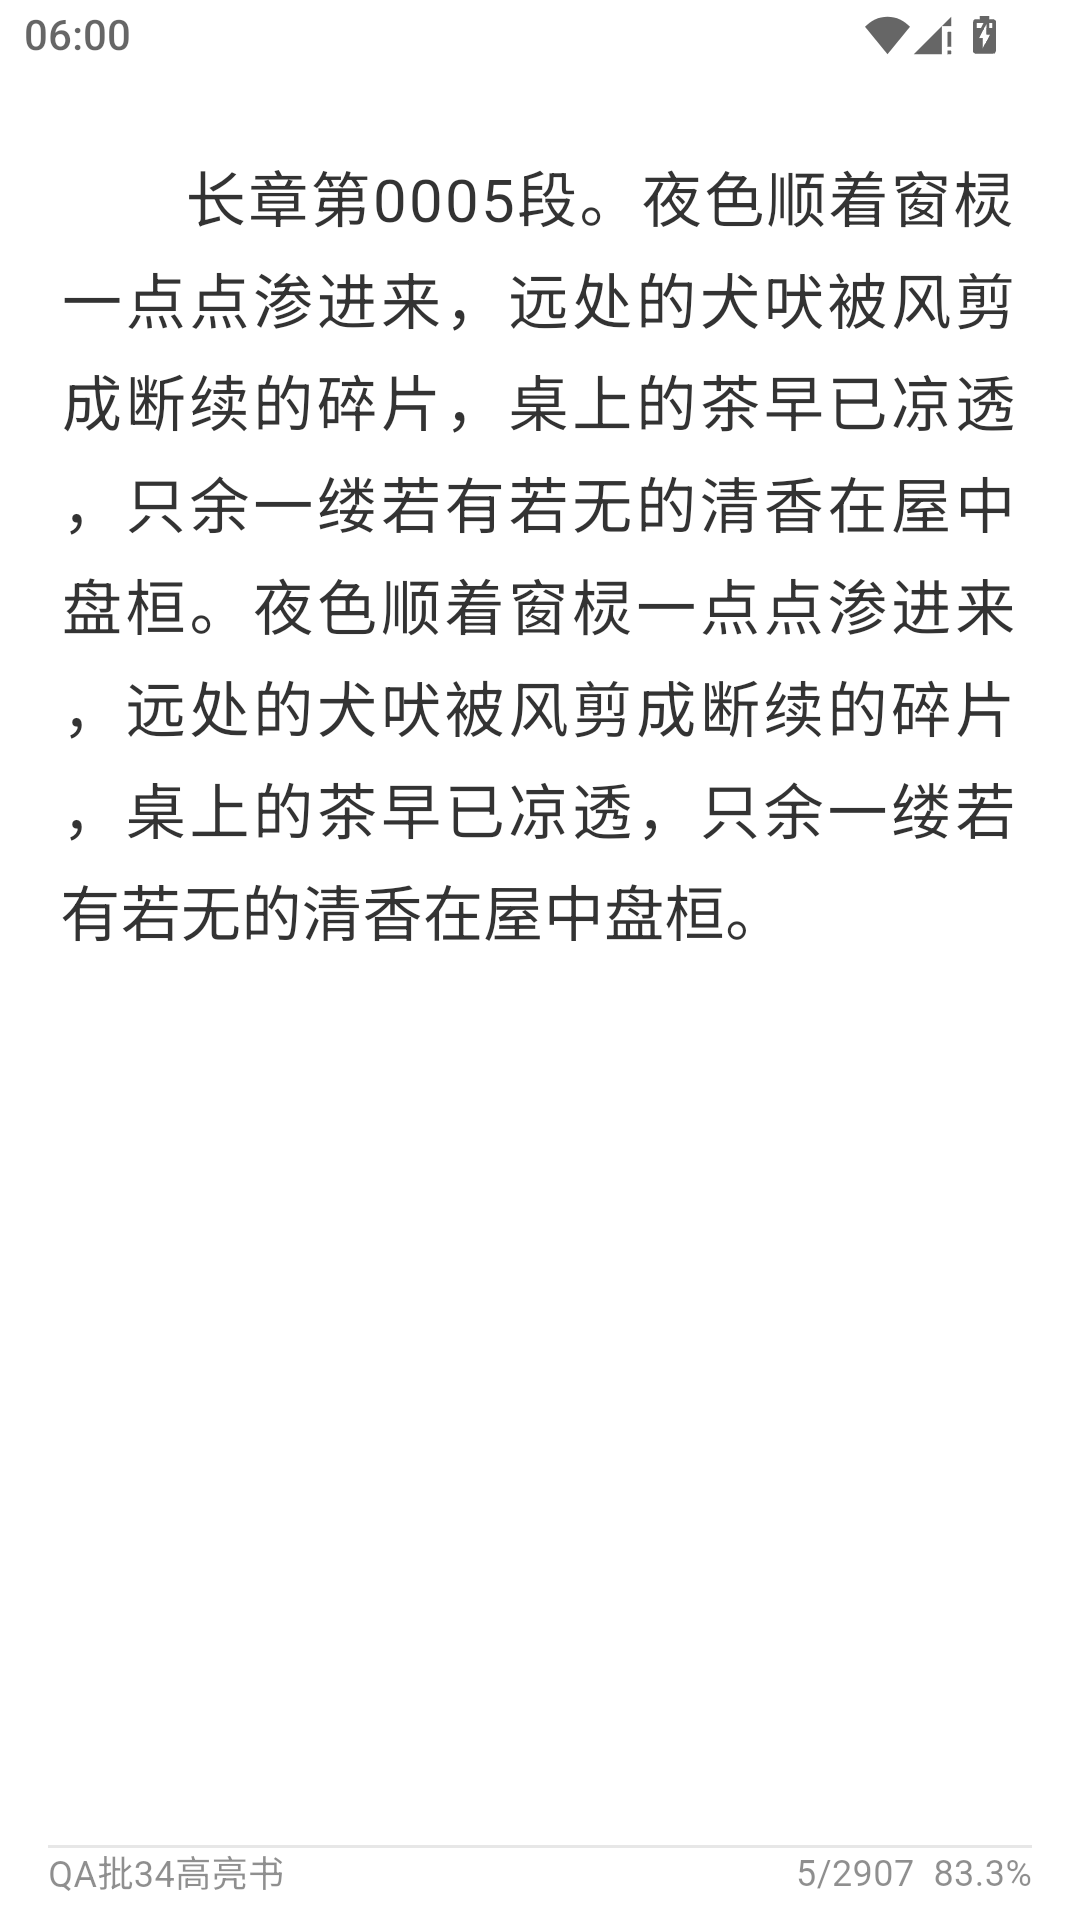 06:00
长章第0005段。夜色顺着窗棂
一点点渗进来，远处的犬吠被风剪
成断续的碎片，桌上的茶早已凉透
，只余一缕若有若无的清香在屋中
盘桓。夜色顺着窗棂一点点渗进来
，远处的犬吠被风剪成断续的碎片
，桌上的茶早已凉透，只余一缕若
有若无的清香在屋中盘桓。
QA批34高亮书 5/2907 83.3%